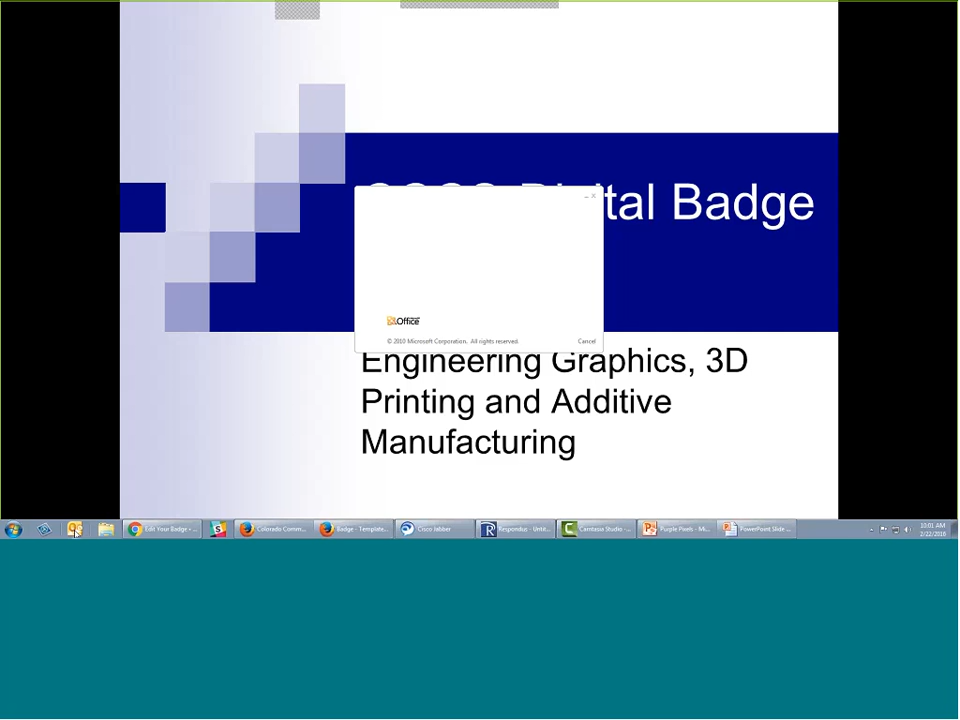 Digital Badge
Office
© 2010 Microsoft Corporation. All rights reserved.
Cancel
Engineering Graphics, 3D
Printing and Additive
Manufacturing
Edit Your Badge - ...
Colorado Comm...
Badge - Template...
Cisco Jabber
Respondus - Untit...
Camtasia Studio - ...
Purple Pixels - Mi...
PowerPoint Slide ...
10:01 AM
2/22/2016